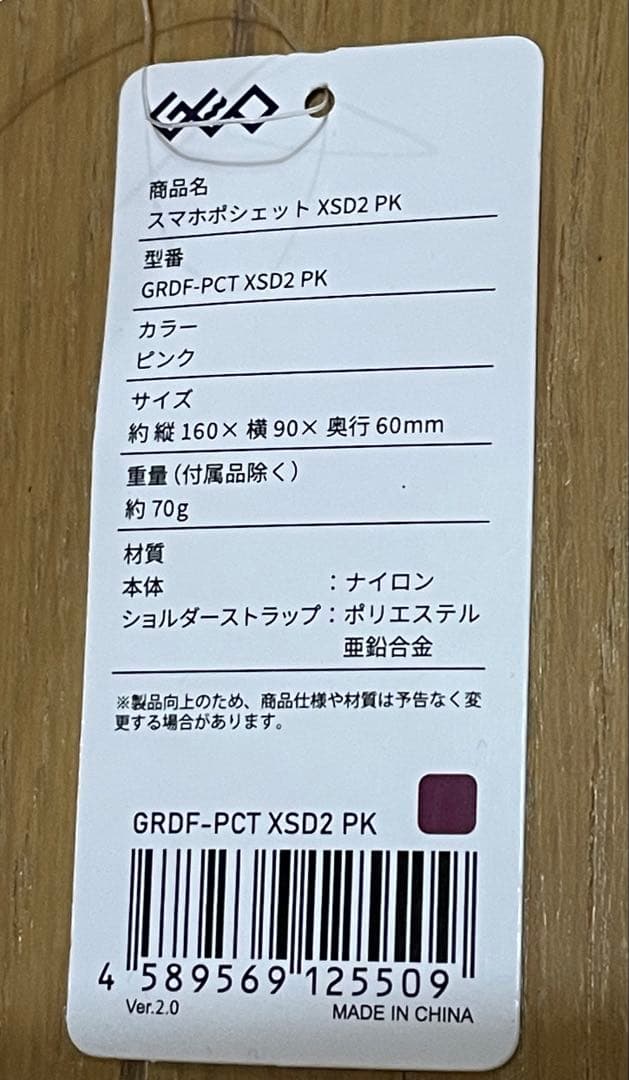 GEO
商品名
スマホポシェット XSD2 PK
型番
GRDF-PCT XSD2 PK
カラー
ピンク
サイズ
約 縦 160× 横 90× 奥行 60mm
重量（付属品除く）
約 70g
材質
本体 ：ナイロン
ショルダーストラップ：ポリエステル
亜鉛合金
※製品向上のため、商品仕様や材質は予告なく変
更する場合があります。
GRDF-PCT XSD2 PK
4 589569 125509
Ver.2.0 MADE IN CHINA